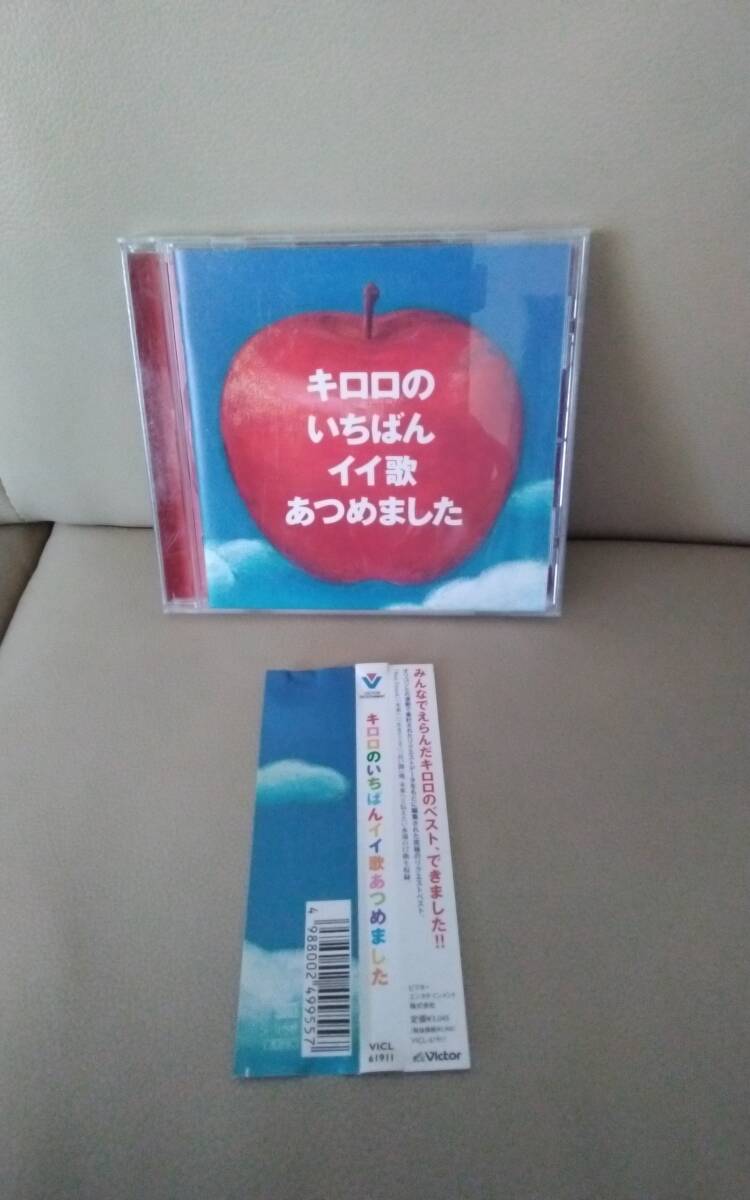 キロロの
いちばん
イイ歌
あつめました
みんなでえらんだキロロのベスト、できました!!
ビクター
エンタテインメント
株式会社
定価¥3,045
VICL-61911
Victor
キロロのいちばんイイ歌あつめました
VICL
61911
4 988002 499557